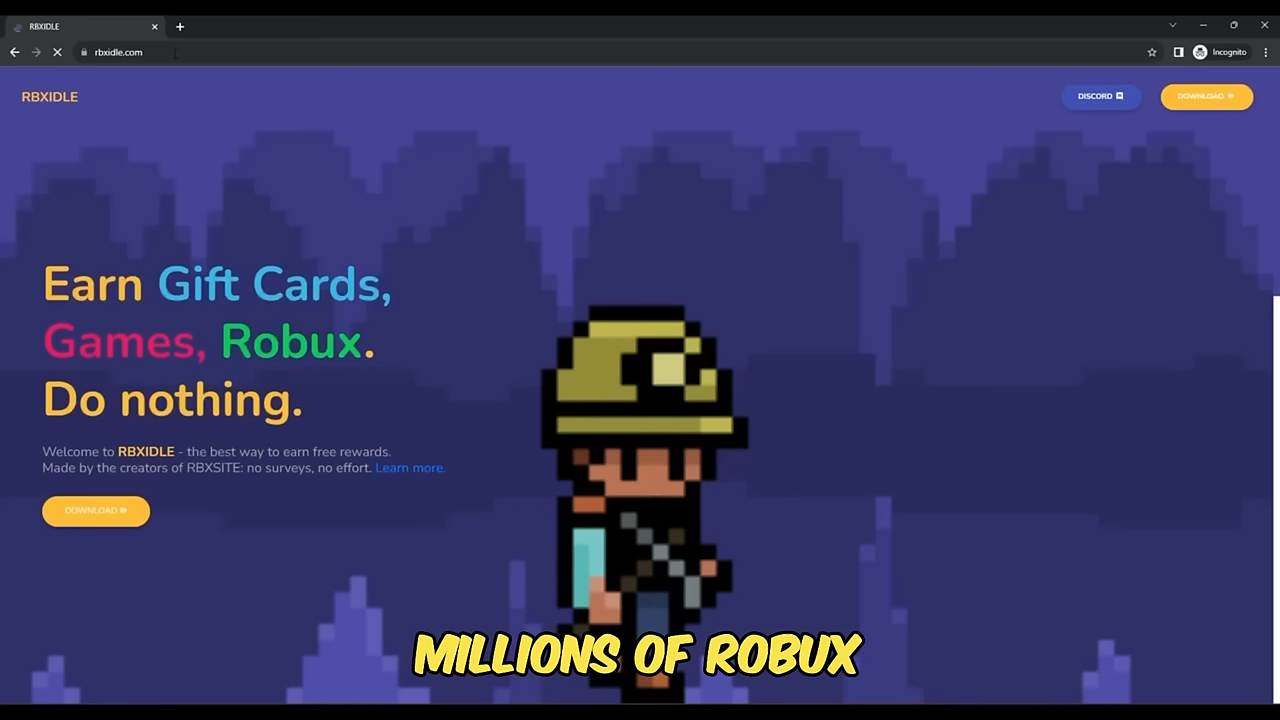 RBXIDLE
rbxidle.com
Incognito
RBXIDLE
DISCORD
DOWNLOAD
Earn Gift Cards,
Games, Robux.
Do nothing.
Welcome to RBXIDLE - the best way to earn free rewards.
Made by the creators of RBXSITE: no surveys, no effort. Learn more.
DOWNLOAD
MILLIONS OF ROBUX